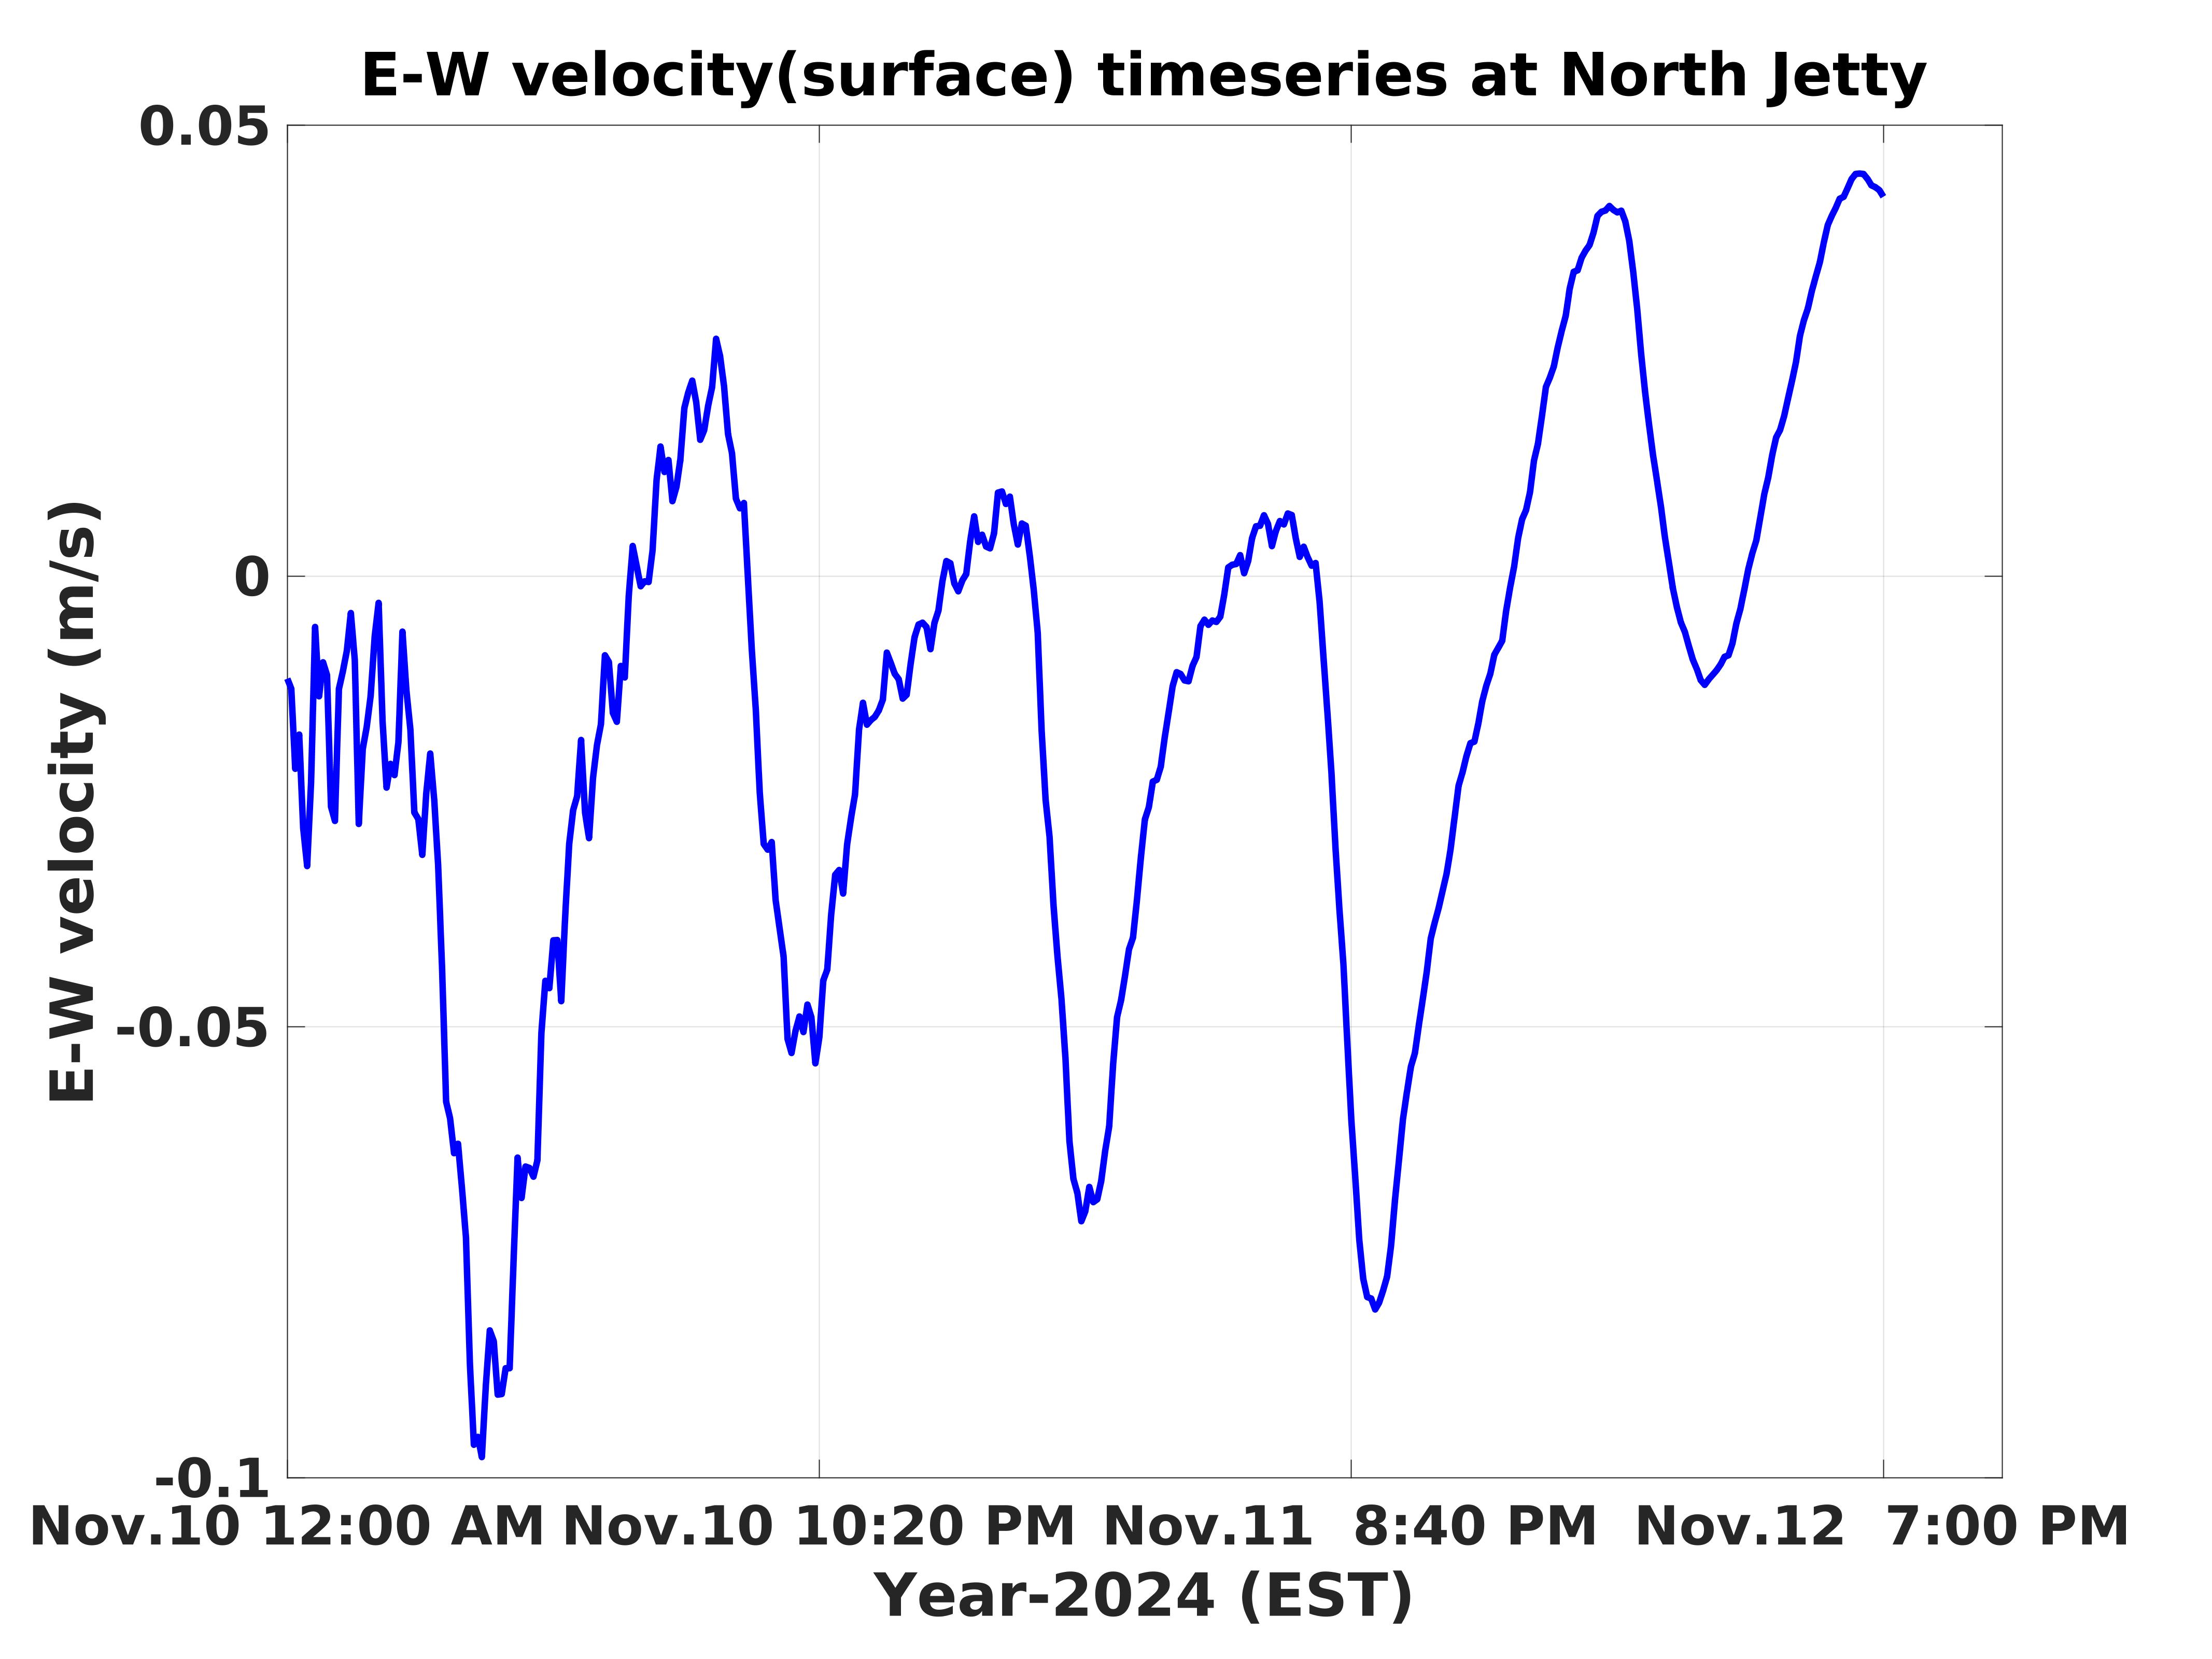 E-W velocity(surface) timeseries at North Jetty
0.05
0
-0.05
-0.1
E-W velocity (m/s)
Nov.10 12:00 AM Nov.10 10:20 PM Nov.11 8:40 PM Nov.12 7:00 PM
Year-2024 (EST)